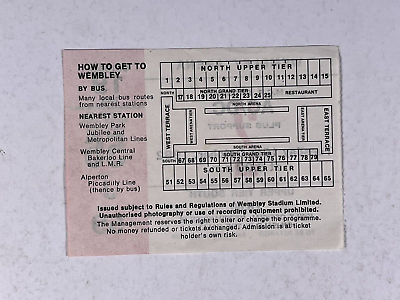 HOW TO GET TO
WEMBLEY
BY BUS
Many local bus routes
from nearest stations
NEAREST STATION
Wembley Park
Jubilee and
Metropolitan Lines
Wembley Central
Bakerloo Line
and L.M.R.
Alperton
Piccadilly Line
(thence by bus)
NORTH UPPER TIER
1 2 3 4 5 6 7 8 9 10 11 12 13 14 15
NORTH NORTH GRAND TIER RESTAURANT
17 18 19 20 21 22 23 24 25
NORTH ARENA
WEST TERRACE
EAST TERRACE
SOUTH ARENA
SOUTH SOUTH GRAND TIER
67 68 69 70 71 72 73 74 75 76 77 78 79
SOUTH UPPER TIER
51 52 53 54 55 56 57 58 59 60 61 62 63 64 65
Issued subject to Rules and Regulations of Wembley Stadium Limited.
Unauthorised photography or use of recording equipment prohibited.
The Management reserves the right to alter or change the programme.
No money refunded or tickets exchanged. Admission is at ticket
holder's own risk.